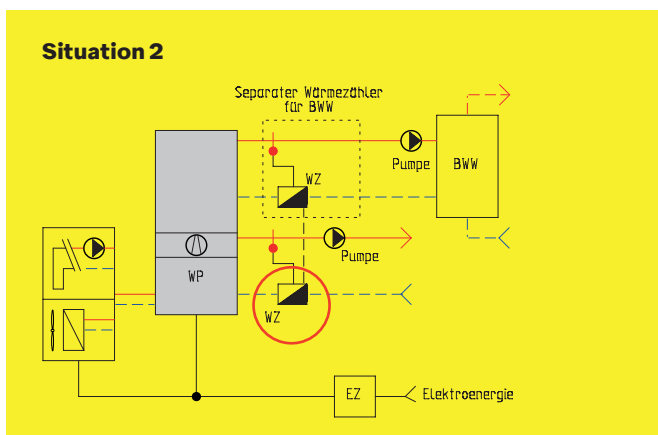 Situation 2
Separater Wärmezähler
für BWW
Pumpe
BWW
WZ
Pumpe
WP
WZ
EZ
Elektroenergie